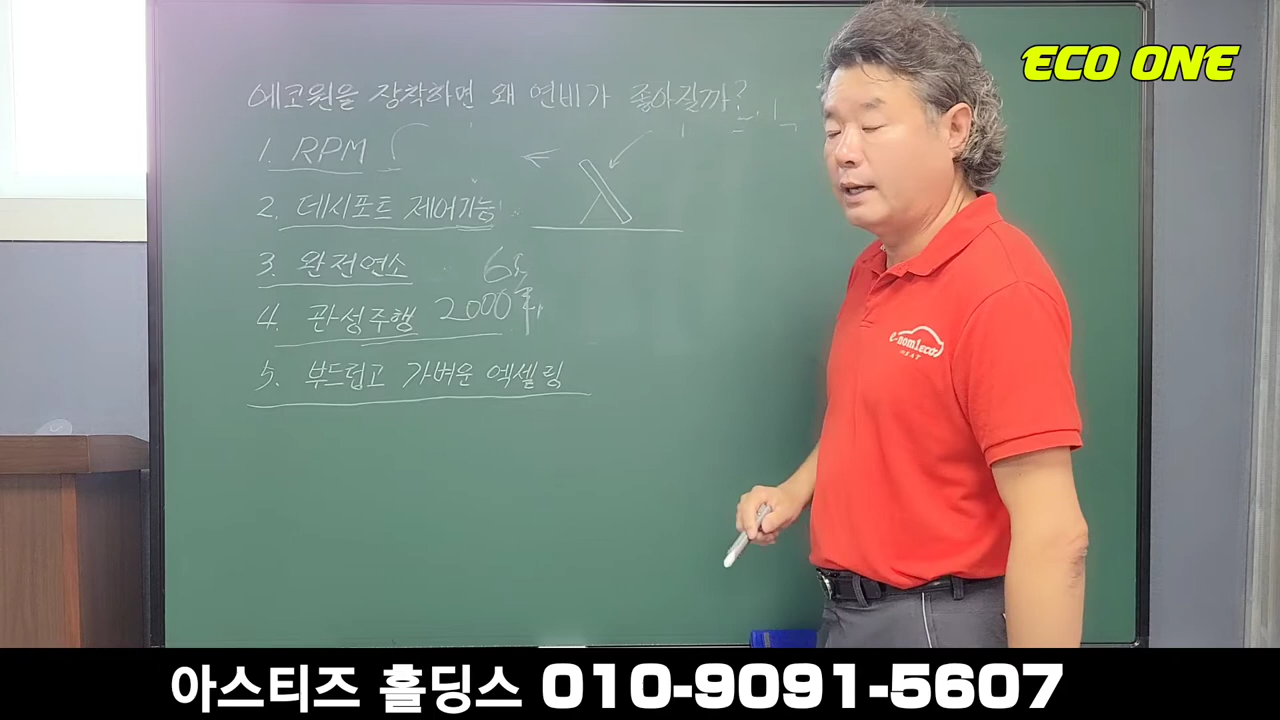 ECO ONE
에코원을 장착하면 왜 연비가 좋아질까?
1. RPM
2. 데시포트 제어기능
3. 완전연소 6
4. 관성주행 2000
5. 부드럽고 가벼운 엑셀링
아스티즈 홀딩스 010-9091-5607